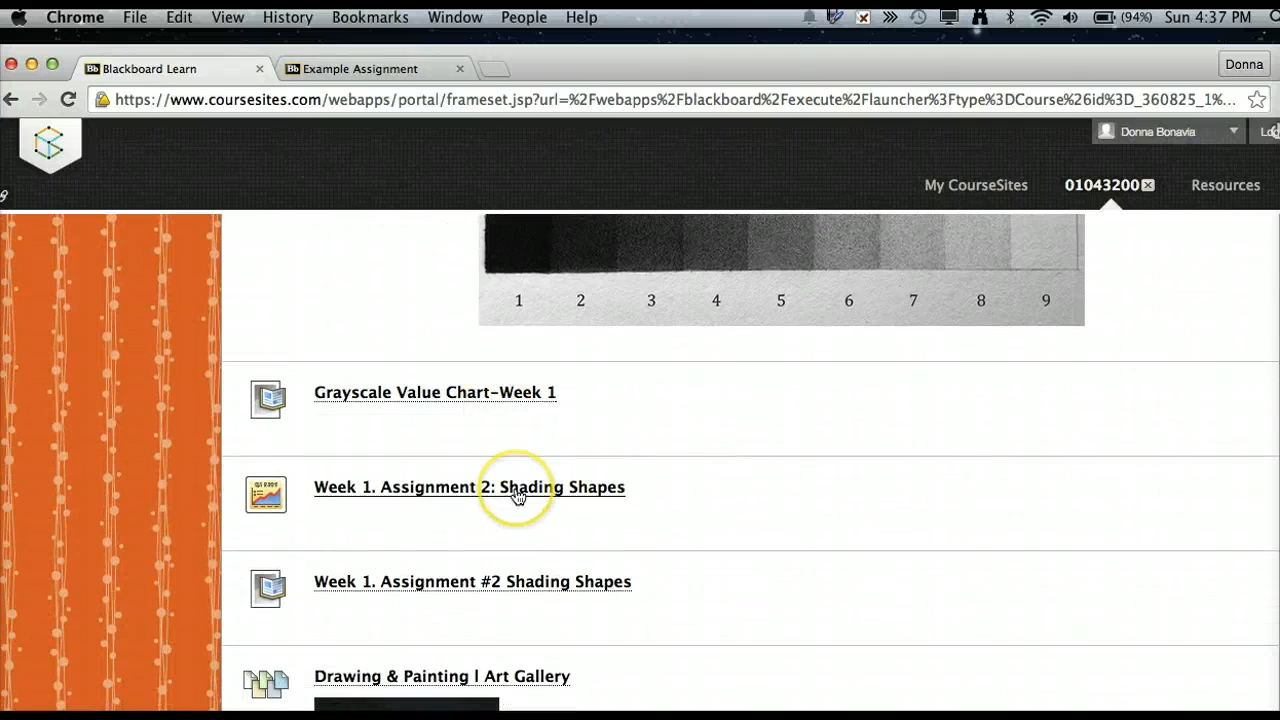 Chrome File Edit View History Bookmarks Window People Help (94%) Sun 4:37 PM
Bb Blackboard Learn × Bb Example Assignment × Donna
https://www.coursesites.com/webapps/portal/frameset.jsp?url=%2Fwebapps%2Fblackboard%2Fexecute%2Flauncher%3Ftype%3DCourse%26id%3D_360825_1%...
Donna Bonavia
My CourseSites 01043200 Resources
1 2 3 4 5 6 7 8 9
Grayscale Value Chart-Week 1
Week 1. Assignment 2: Shading Shapes
Week 1. Assignment #2 Shading Shapes
Drawing & Painting l Art Gallery